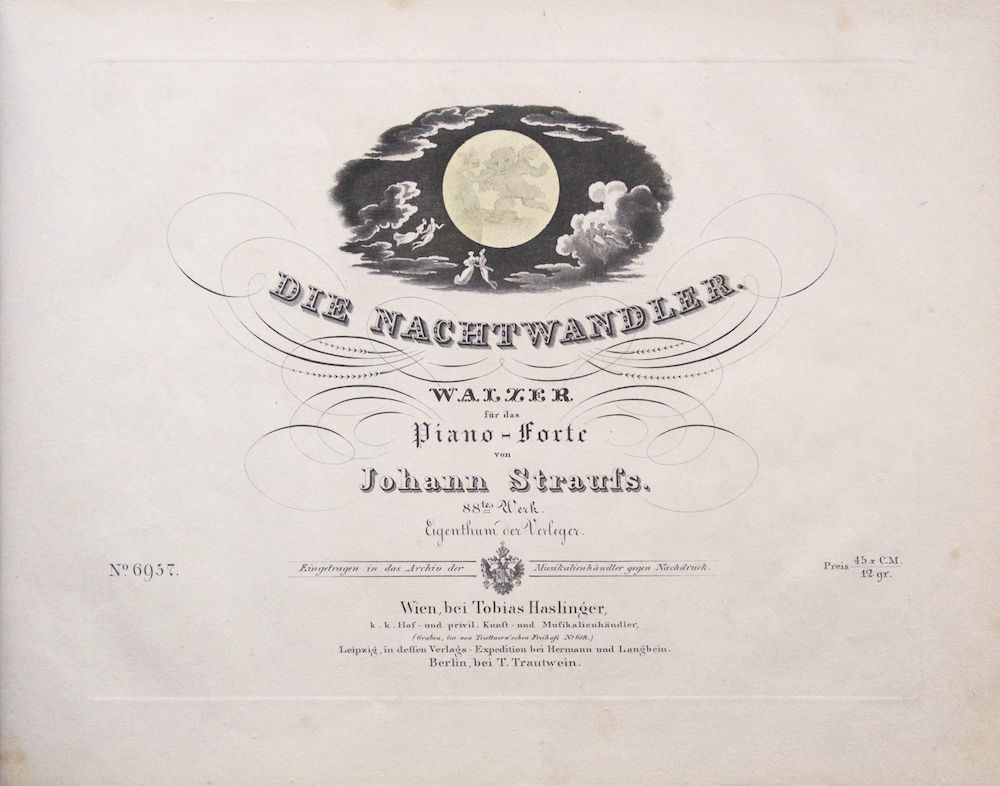 DIE NACHTWANDLER.
WALZER
für das
Piano-Forte
von
Johann Strauſs.
88tes Werk.
Eigenthum der Verleger.
No 6957.
Eingetragen in das Archiv der Musikalienhändler gegen Nachdruck.
Preis 45 x C.M.
12 gr.
Wien, bei Tobias Haslinger,
k. k. Hof- und privil. Kunſt- und Muſikalienhändler,
(Graben, im von Trattnern'schen Freihofe No 618.)
Leipzig, in deſſen Verlags-Expedition bei Hermann und Langbein.
Berlin, bei T. Trautwein.